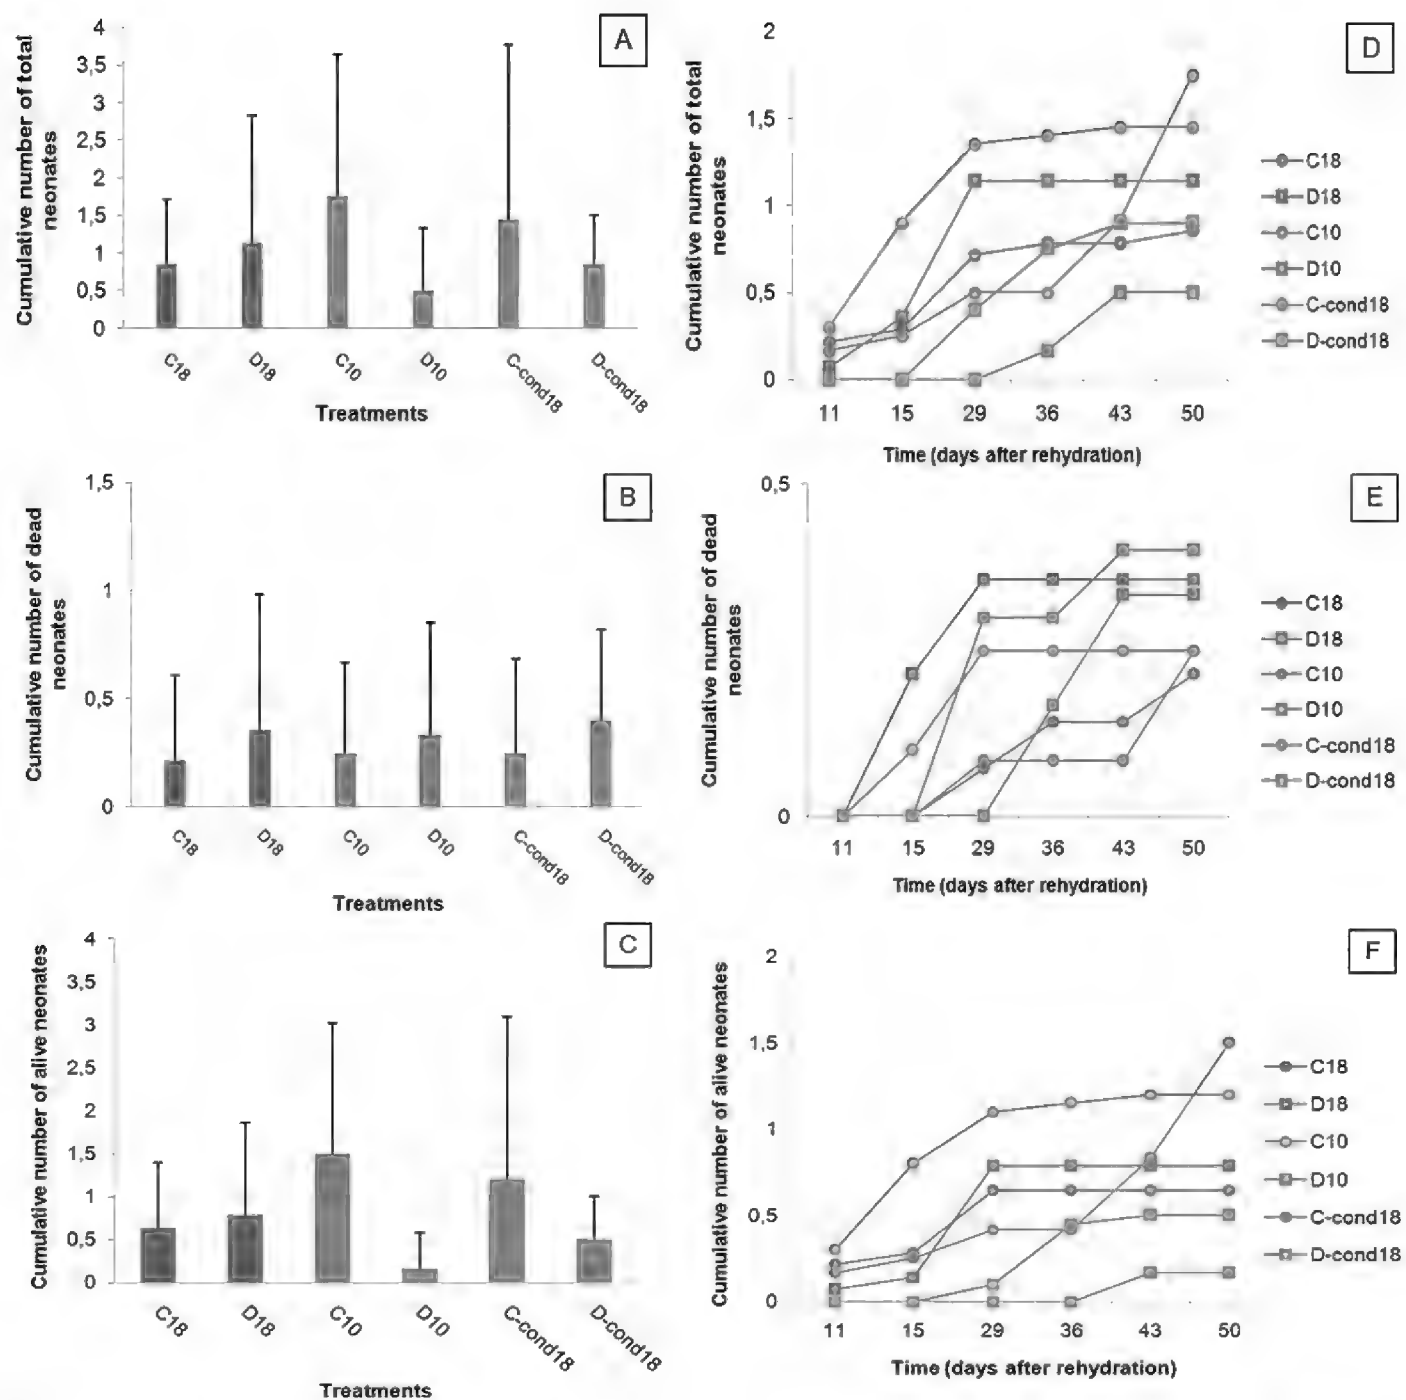 A
Cumulative number of total
neonates
4
3,5
3
2,5
2
1,5
1
0,5
0
C18
D18
C10
D10
C-cond18
D-cond18
Treatments
D
Cumulative number of total
neonates
2
1,5
1
0,5
0
11 15 29 36 43 50
Time (days after rehydration)
C18
D18
C10
D10
C-cond18
D-cond18
B
Cumulative number of dead
neonates
1,5
1
0,5
0
C18
D18
C10
D10
C-cond18
D-cond18
Treatments
E
Cumulative number of dead
neonates
0,5
0
11 15 29 36 43 50
Time (days after rehydration)
C18
D18
C10
D10
C-cond18
D-cond18
C
Cumulative number of alive neonates
4
3,5
3
2,5
2
1,5
1
0,5
0
C18
D18
C10
D10
C-cond18
D-cond18
Treatments
F
Cumulative number of alive neonates
2
1,5
1
0,5
0
11 15 29 36 43 50
Time (days after rehydration)
C18
D18
C10
D10
C-cond18
D-cond18